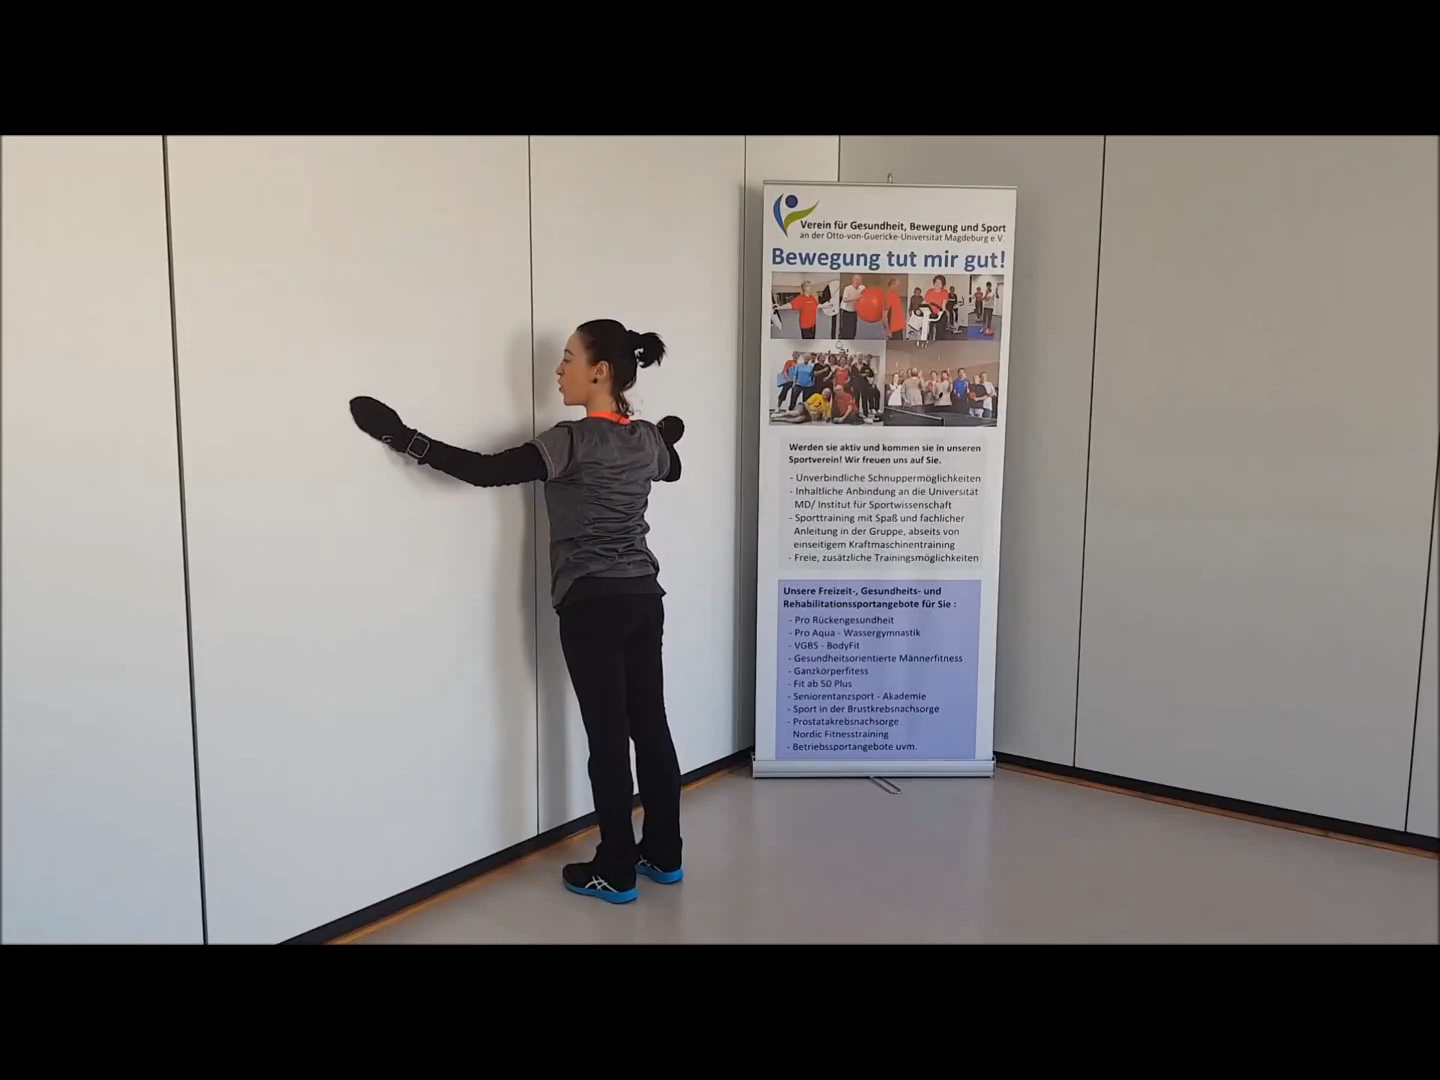 Verein für Gesundheit, Bewegung und Sport
an der Otto-von-Guericke-Universität Magdeburg e.V.
Bewegung tut mir gut!
Werden sie aktiv und kommen sie in unseren
Sportverein! Wir freuen uns auf Sie.
- Unverbindliche Schnuppermöglichkeiten
- Inhaltliche Anbindung an die Universität
MD/ Institut für Sportwissenschaft
- Sporttraining mit Spaß und fachlicher
Anleitung in der Gruppe, abseits von
einseitigem Kraftmaschinentraining
- Freie, zusätzliche Trainingsmöglichkeiten
Unsere Freizeit-, Gesundheits- und
Rehabilitationssportangebote für Sie :
- Pro Rückengesundheit
- Pro Aqua - Wassergymnastik
- VGBS - BodyFit
- Gesundheitsorientierte Männerfitness
- Ganzkörperfitess
- Fit ab 50 Plus
- Seniorentanzsport - Akademie
- Sport in der Brustkrebsnachsorge
- Prostatakrebsnachsorge
Nordic Fitnesstraining
- Betriebssportangebote uvm.